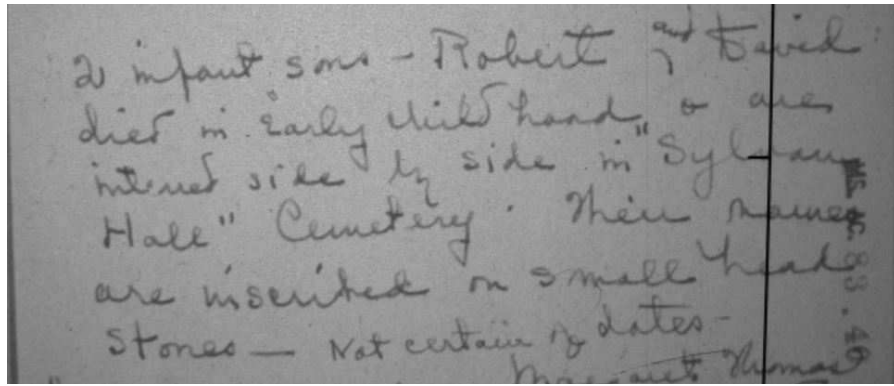 2 infant sons - Robert and David
died in Early Childhood & are
interred side by side in "Sylvan
Hall" Cemetery. Their names
are inscribed on small head
stones — Not certain of dates -
Margaret Thomas